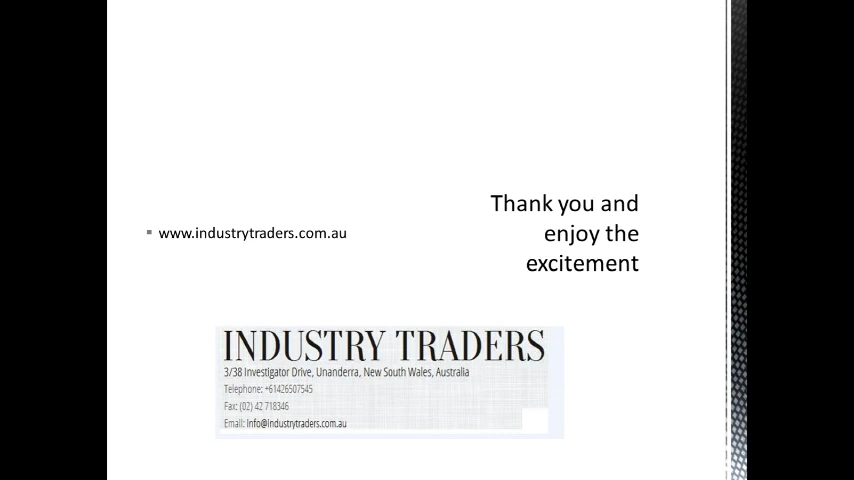 www.industrytraders.com.au
Thank you and
enjoy the
excitement
INDUSTRY TRADERS
3/38 Investigator Drive, Unanderra, New South Wales, Australia
Telephone: +61426507545
Fax: (02) 42 718346
Email: info@industrytraders.com.au